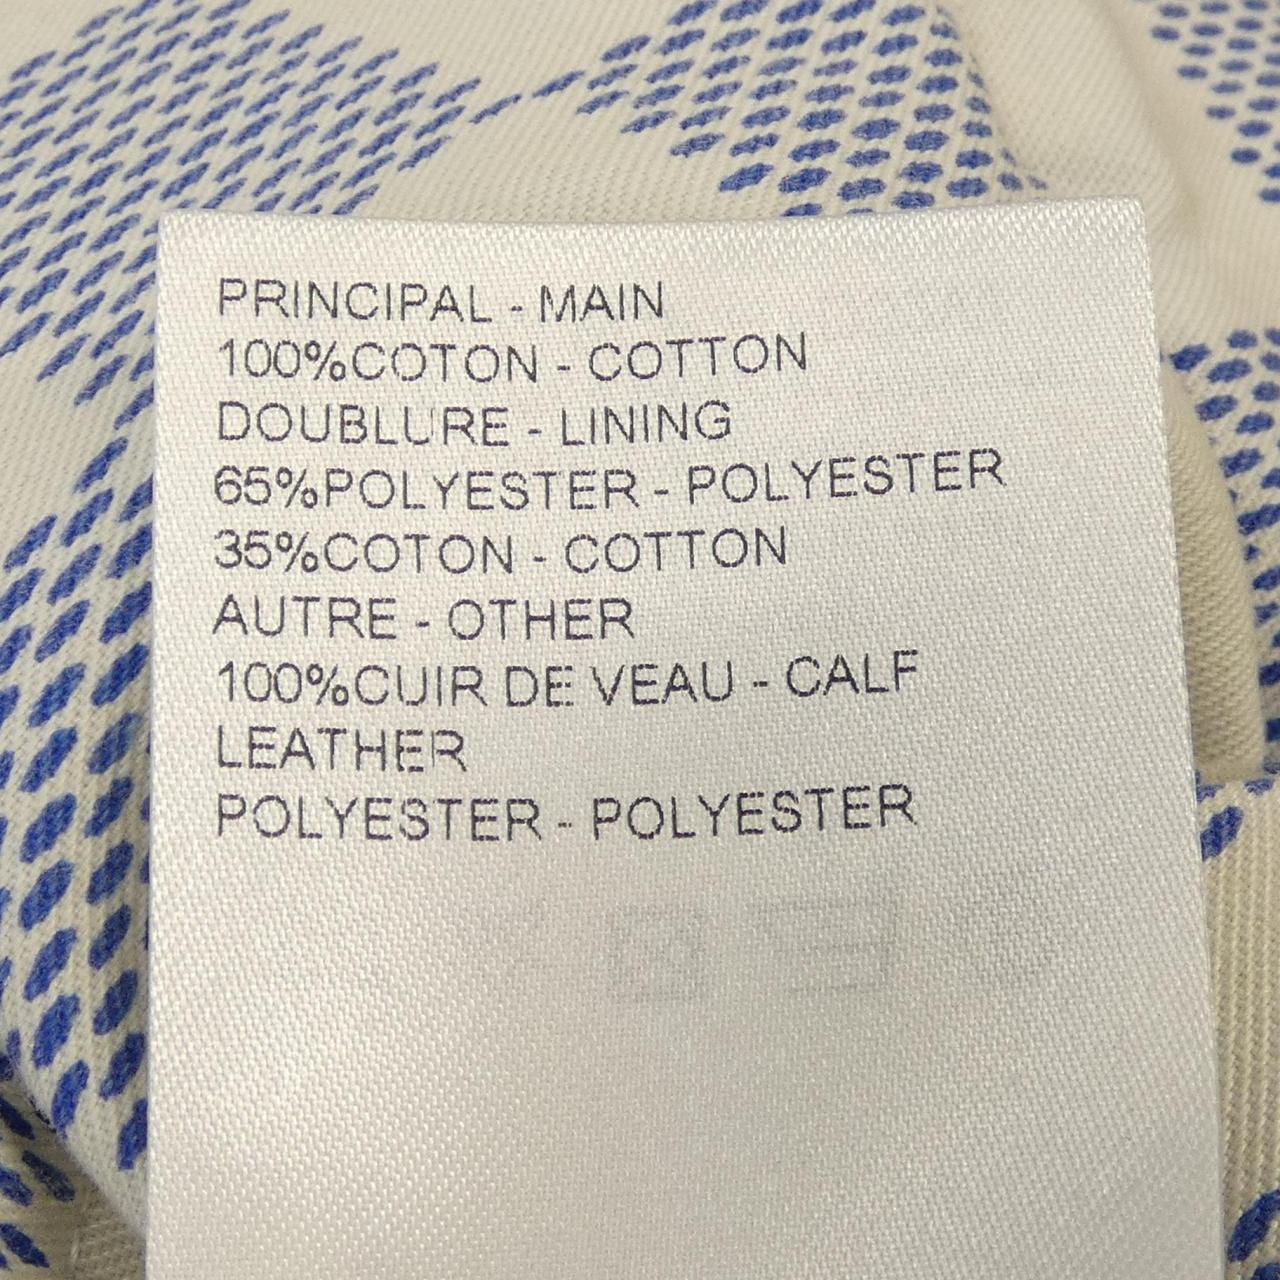 PRINCIPAL - MAIN
100%COTON - COTTON
DOUBLURE - LINING
65%POLYESTER - POLYESTER
35%COTON - COTTON
AUTRE - OTHER
100%CUIR DE VEAU - CALF
LEATHER
POLYESTER - POLYESTER